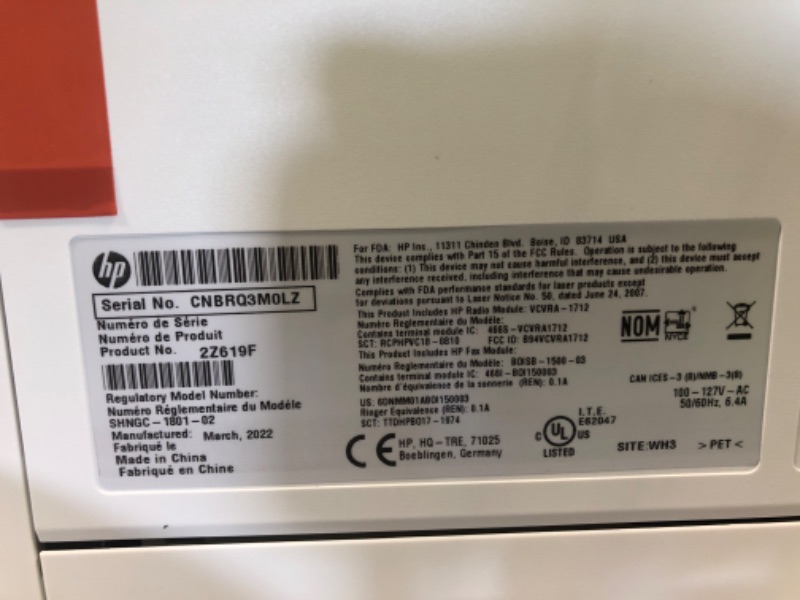 hp
Serial No. CNBRQ3M0LZ
Numéro de Série
Numéro de Produit
Product No. 2Z619F
Regulatory Model Number:
Numéro Réglementaire du Modéle
SHNGC-1801-02
Manufactured: March, 2022
Fabriqué le
Made in China
Fabriqué en Chine
For FDA: HP Inc., 11311 Chinden Blvd. Boise, ID 83714 USA
This device complies with Part 15 of the FCC Rules. Operation is subject to the following
conditions: (1) This device may not cause harmful interference, and (2) this device must accept
any interference received, including interference that may cause undesirable operation.
Complies with FDA performance standards for laser products except
for deviations pursuant to Laser Notice No. 50, dated June 24, 2007.
This Product Includes HP Radio Module: VCVRA-1712
Numéro Réglementaire du Modéle:
Contains terminal module IC: 466S-VCVRA1712
SCT: RCPHPVC18-0810 FCC ID: B94VCVRA1712
This Product Includes HP Fax Module:
Numéro Réglementaire du Modéle: BOISB-1500-03
Contains terminal module IC: 466I-BOI150003
Nombre d'équivalence de la sonnerie (REN): 0.1A
US:
Ringer Equivalence (REN): 0.1A
SCT: TTDHPBO17-1974
CE HP, HQ-TRE, 71025
Boeblingen, Germany
NOM
NYCE
CAN ICES-3 (B)/NMB-3(B)
100-127V-AC
50/60Hz, 6.4A
c UL US
LISTED
I.T.E.
E62047
SITE:WH3 >PET<